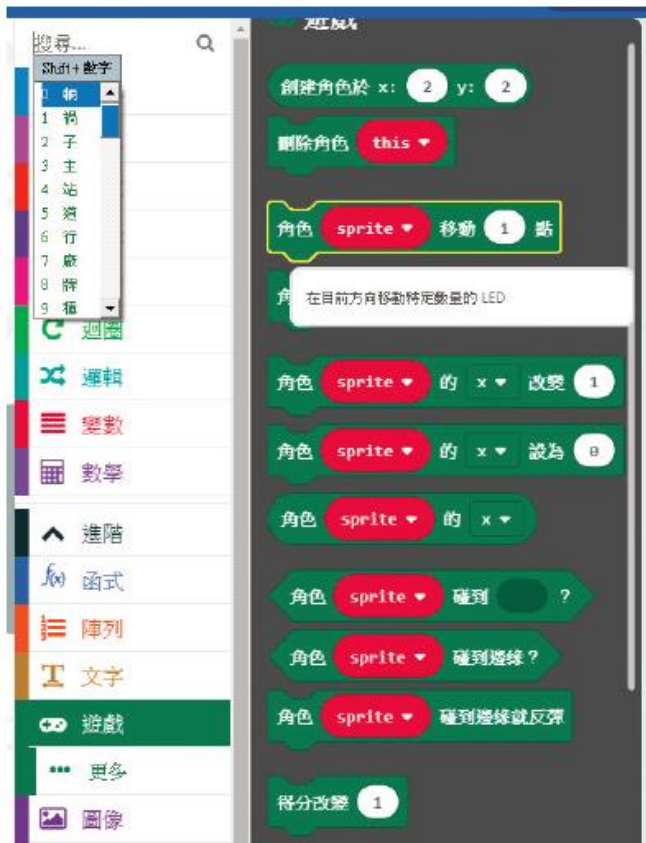 搜尋...
Shift+數字
1 禍
2 子
3 主
4 站
5 道
6 行
7 廠
8 牌
9 櫃
迴圈
邏輯
變數
數學
進階
f(x) 函式
陣列
文字
遊戲
更多
圖像
遊戲
創建角色於 x: 2 y: 2
刪除角色 this
角色 sprite 移動 1 點
角
在目前方向移動特定數量的 LED
角色 sprite 的 x 改變 1
角色 sprite 的 x 設為 0
角色 sprite 的 x
角色 sprite 碰到 ?
角色 sprite 碰到邊緣?
角色 sprite 碰到邊緣就反彈
得分改變 1